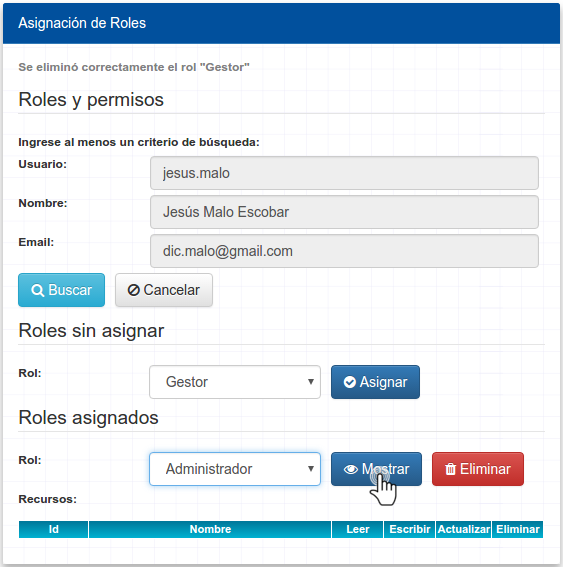 Asignación de Roles
Se eliminó correctamente el rol "Gestor"
Roles y permisos
Ingrese al menos un criterio de búsqueda:
Usuario: jesus.malo
Nombre: Jesús Malo Escobar
Email: dic.malo@gmail.com
Buscar Cancelar
Roles sin asignar
Rol: Gestor Asignar
Roles asignados
Rol: Administrador Mostrar Eliminar
Recursos:
Id Nombre Leer Escribir Actualizar Eliminar